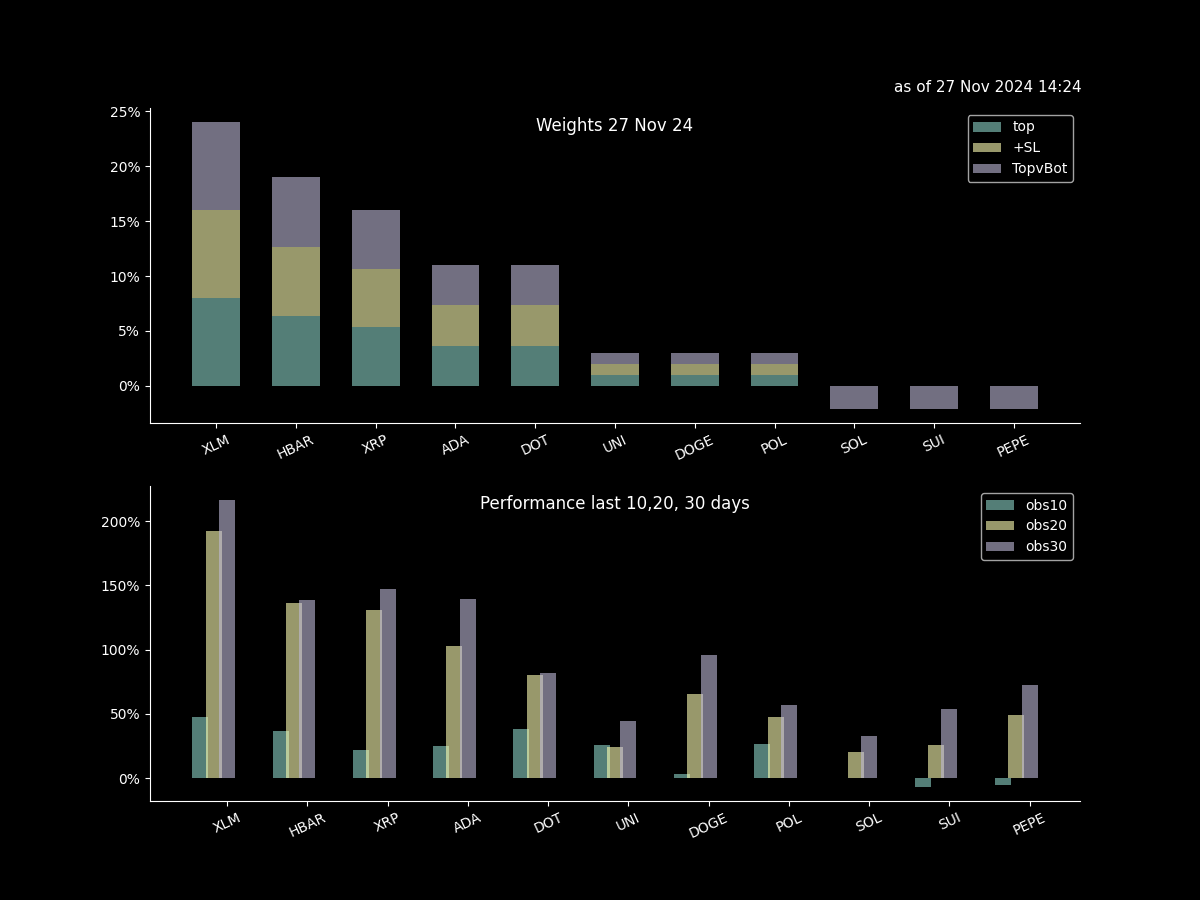 as of 27 Nov 2024 14:24
Weights 27 Nov 24
top
+SL
TopvBot
25%
20%
15%
10%
5%
0%
XLM HBAR XRP ADA DOT UNI DOGE POL SOL SUI PEPE
Performance last 10,20, 30 days
obs10
obs20
obs30
200%
150%
100%
50%
0%
XLM HBAR XRP ADA DOT UNI DOGE POL SOL SUI PEPE